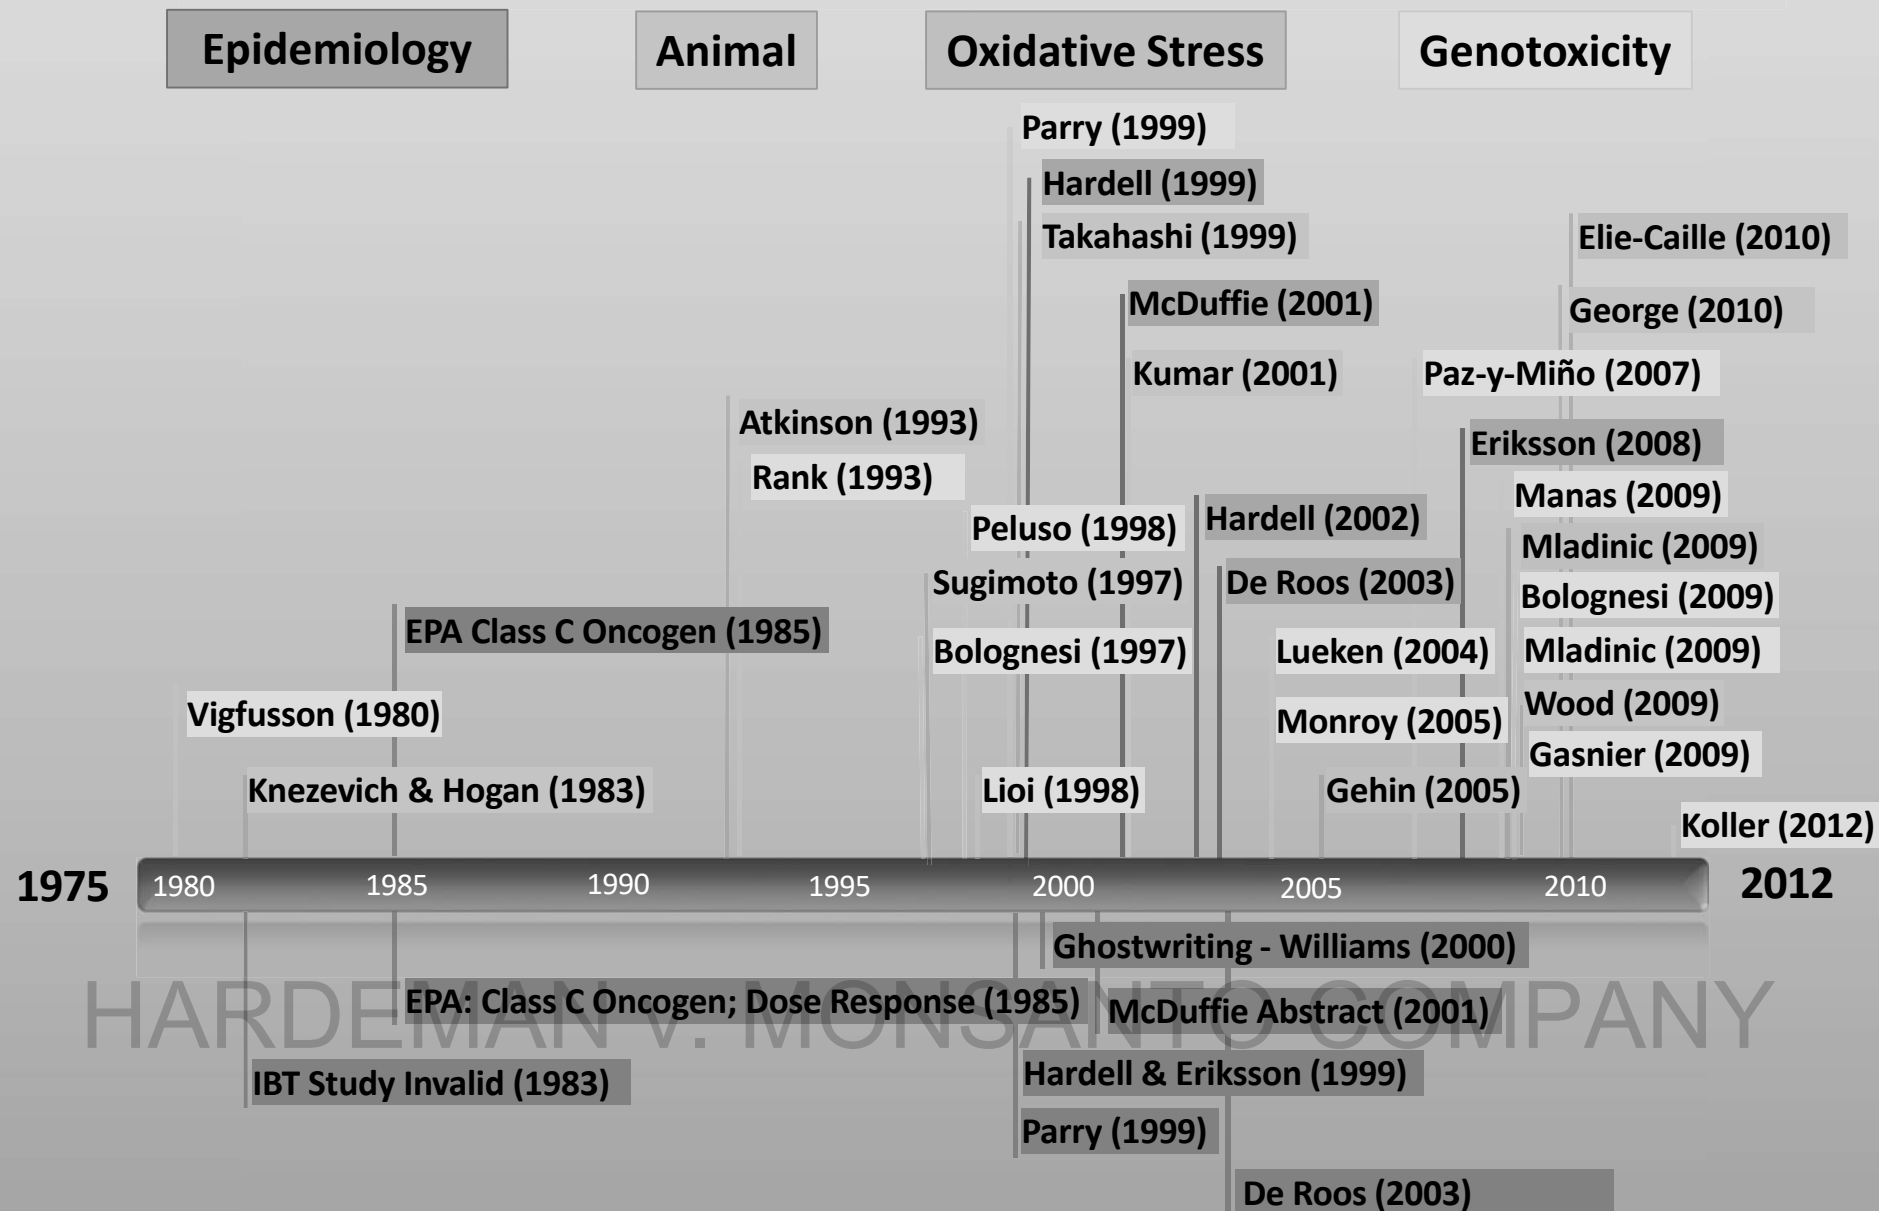 Epidemiology
Animal
Oxidative Stress
Genotoxicity
Parry (1999)
Hardell (1999)
Takahashi (1999)
Elie-Caille (2010)
McDuffie (2001)
George (2010)
Kumar (2001)
Paz-y-Miño (2007)
Atkinson (1993)
Eriksson (2008)
Rank (1993)
Manas (2009)
Peluso (1998)
Hardell (2002)
Mladinic (2009)
Sugimoto (1997)
De Roos (2003)
Bolognesi (2009)
EPA Class C Oncogen (1985)
Bolognesi (1997)
Lueken (2004)
Mladinic (2009)
Vigfusson (1980)
Monroy (2005)
Wood (2009)
Gasnier (2009)
Knezevich & Hogan (1983)
Lioi (1998)
Gehin (2005)
Koller (2012)
1975
1980
1985
1990
1995
2000
2005
2010
2012
Ghostwriting - Williams (2000)
EPA: Class C Oncogen; Dose Response (1985)
McDuffie Abstract (2001)
HARDEMAN v. MONSANTO COMPANY
IBT Study Invalid (1983)
Hardell & Eriksson (1999)
Parry (1999)
De Roos (2003)